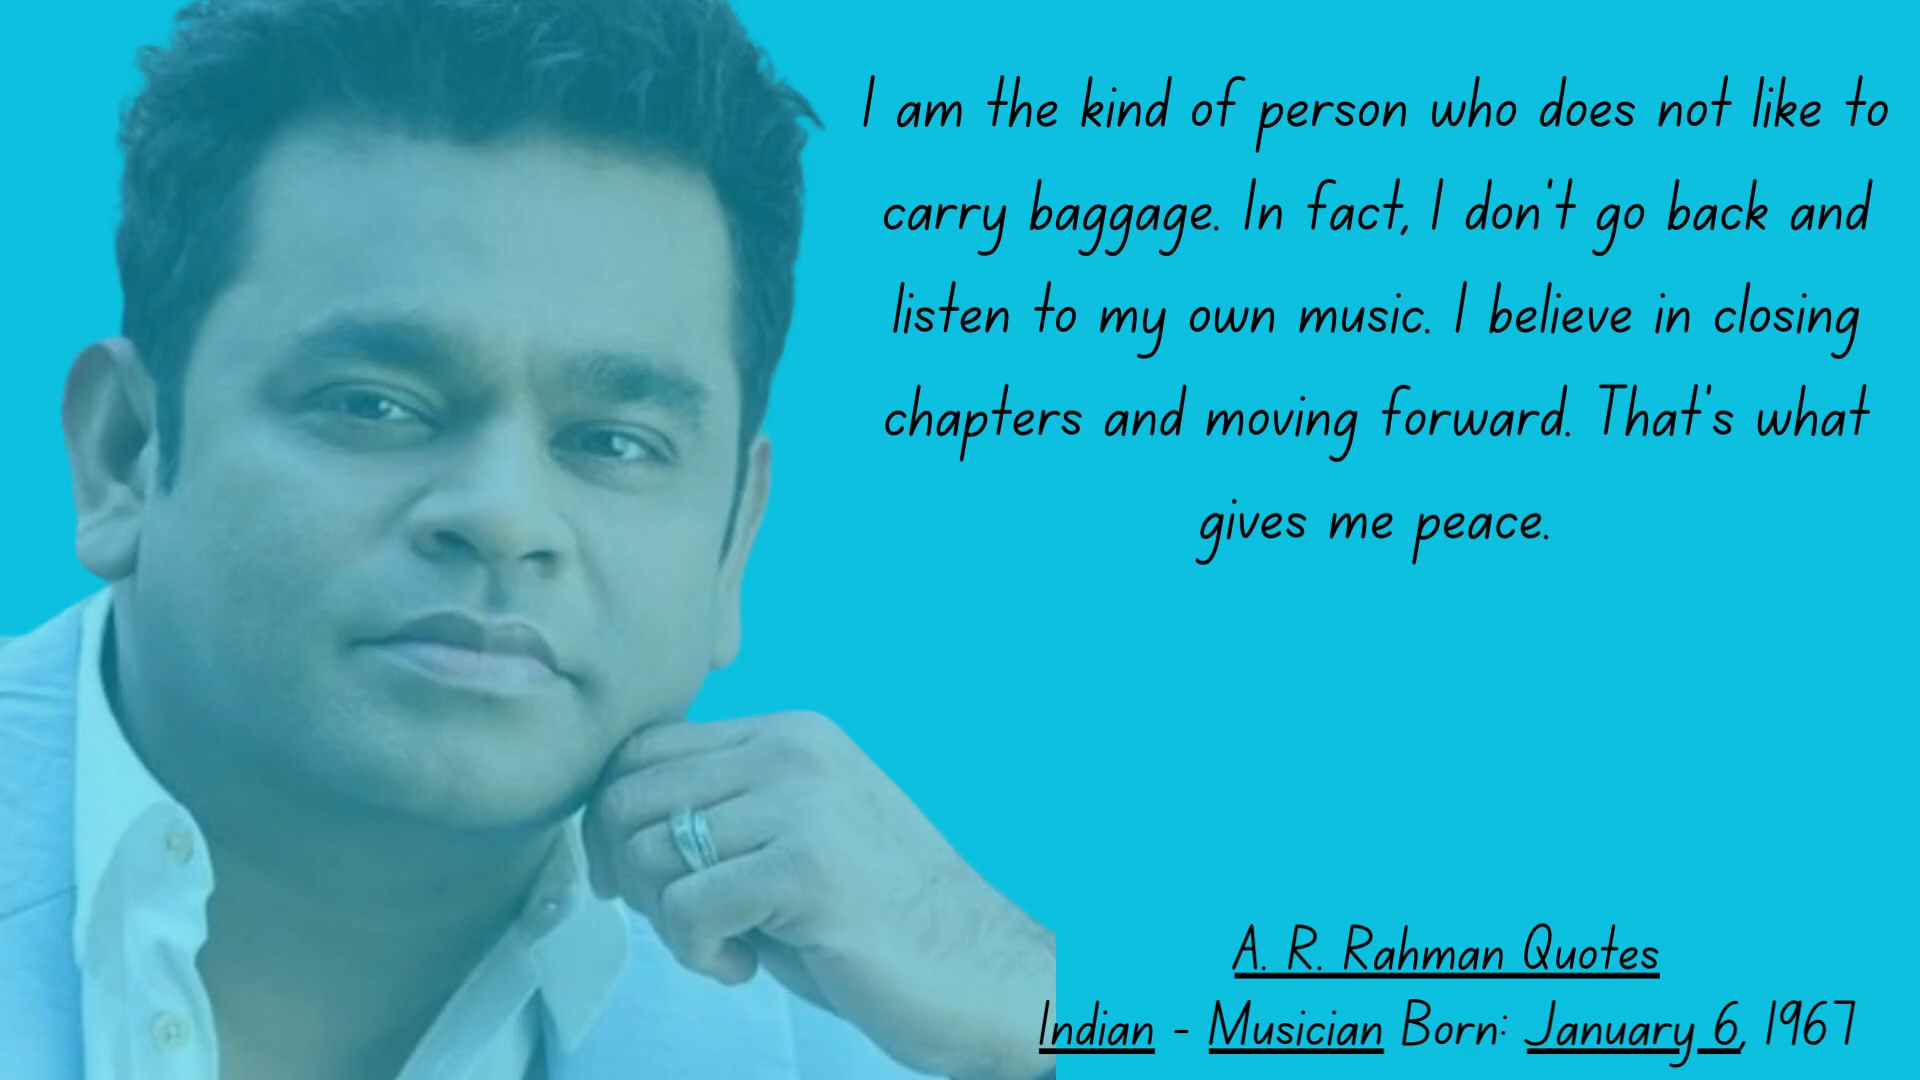 I am the kind of person who does not like to
carry baggage. In fact, I don't go back and
listen to my own music. I believe in closing
chapters and moving forward. That's what
gives me peace.
A. R. Rahman Quotes
Indian - Musician Born: January 6, 1967